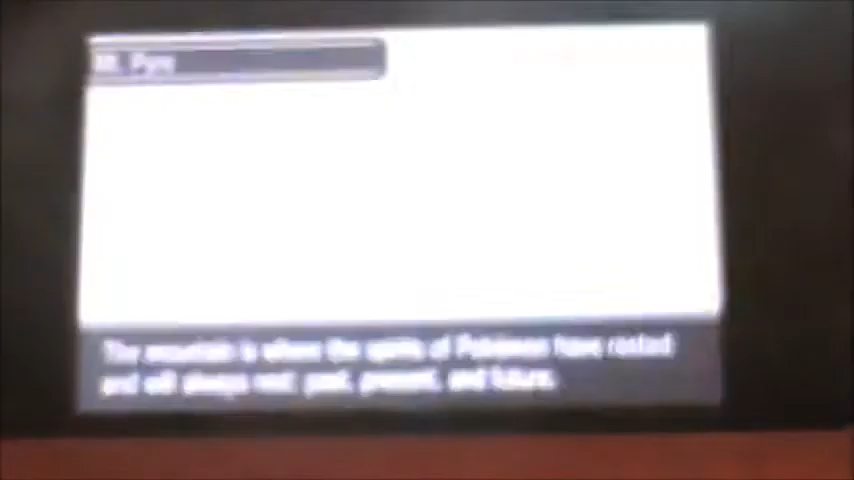 Mt. Pyre
The mountain is where the spirits of Pokémon have rested
and will always rest: past, present, and future.